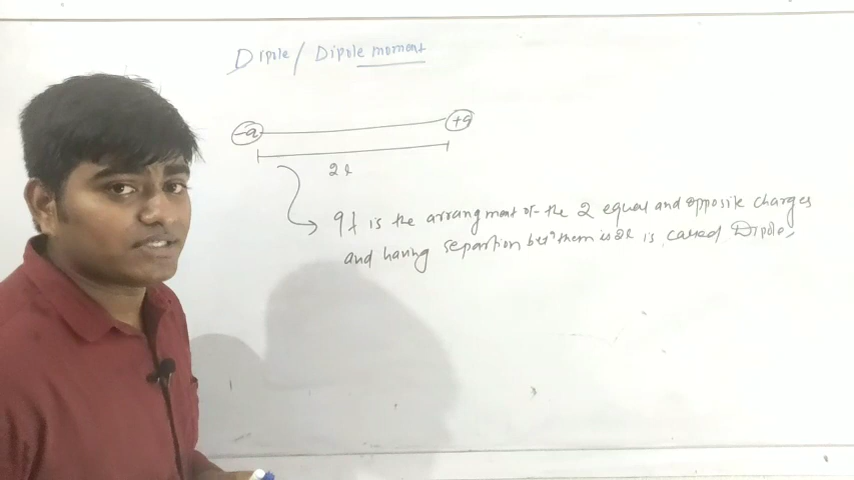 Dipole / Dipole moment
-q +q
2l
It is the arrangment of the 2 equal and opposite charges
and having separtion betn them is 2l is called Dipole.